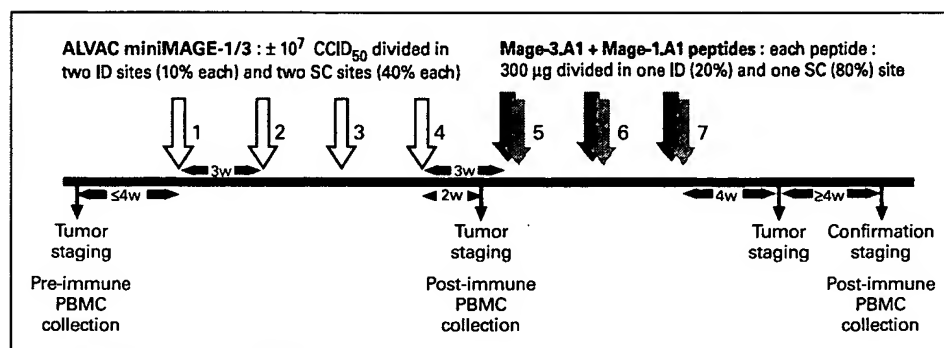 ALVAC miniMAGE-1/3 : ± 10⁷ CCID₅₀ divided in
two ID sites (10% each) and two SC sites (40% each)
Mage-3.A1 + Mage-1.A1 peptides : each peptide :
300 µg divided in one ID (20%) and one SC (80%) site
1 2 3 4 5 6 7
3w 3w
≤4w 2w 4w ≥4w
Tumor
staging
Pre-immune
PBMC
collection
Tumor
staging
Post-immune
PBMC
collection
Tumor
staging
Confirmation
staging
Post-immune
PBMC
collection